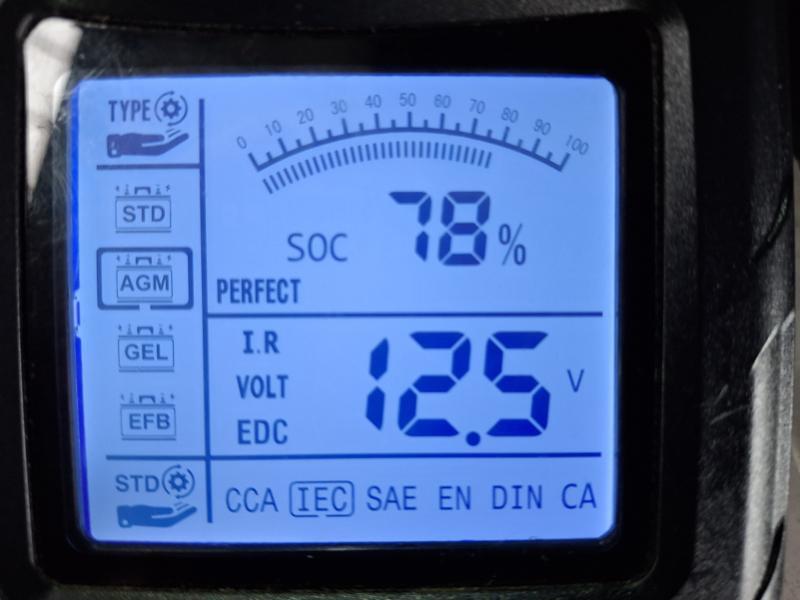 TYPE
0 10 20 30 40 50 60 70 80 90 100
STD
SOC 78%
AGM
PERFECT
GEL
I.R
VOLT 12.5 V
EFB
EDC
STD
CCA IEC SAE EN DIN CA